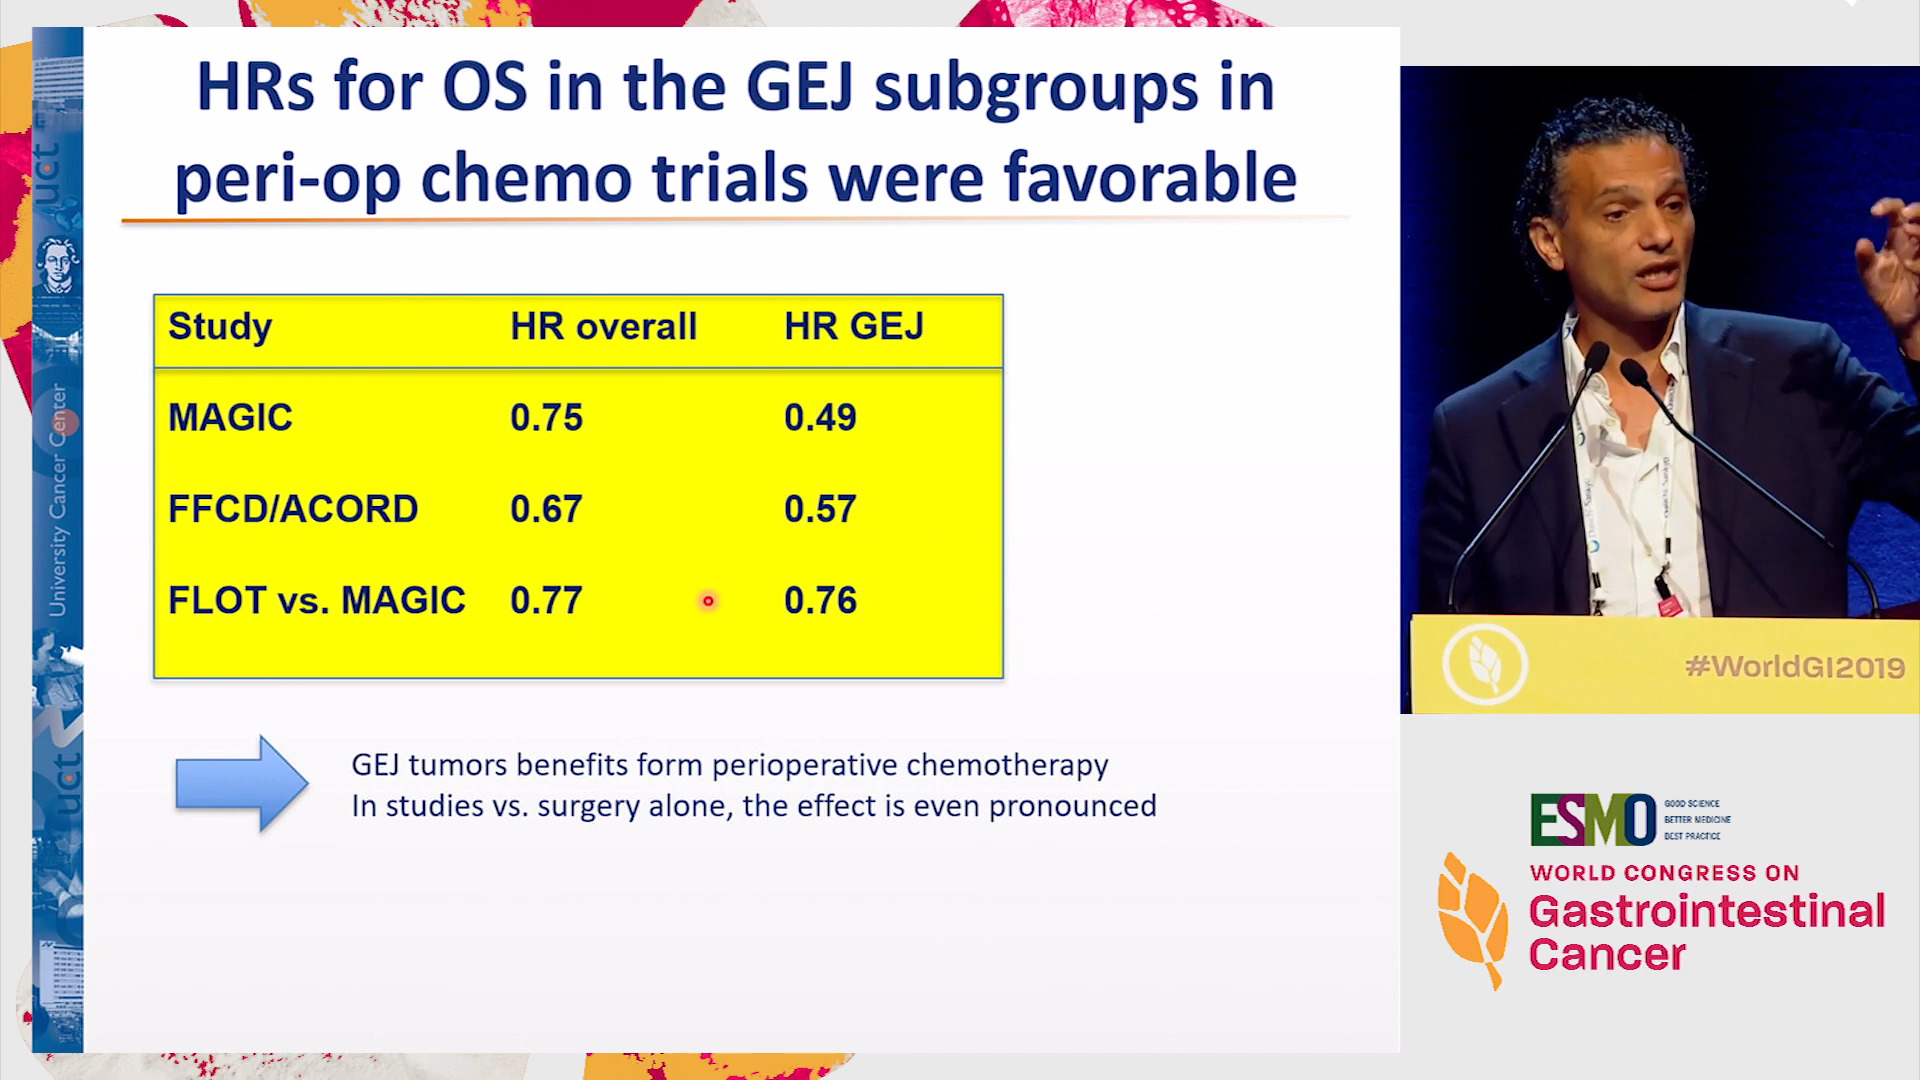 HRs for OS in the GEJ subgroups in
peri-op chemo trials were favorable
Study HR overall HR GEJ
MAGIC 0.75 0.49
FFCD/ACORD 0.67 0.57
FLOT vs. MAGIC 0.77 0.76
GEJ tumors benefits form perioperative chemotherapy
In studies vs. surgery alone, the effect is even pronounced
uct
University Cancer Center
uct
#WorldGI2019
ESMO
GOOD SCIENCE
BETTER MEDICINE
BEST PRACTICE
WORLD CONGRESS ON
Gastrointestinal
Cancer